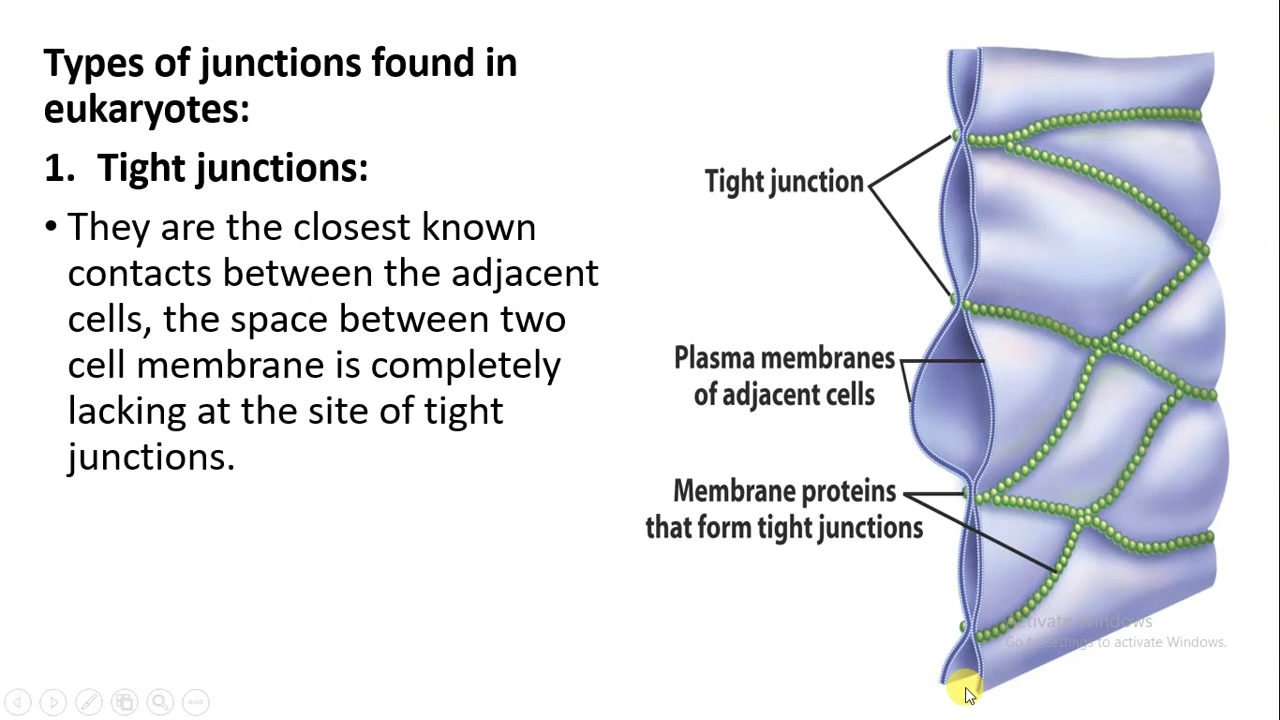 Types of junctions found in
eukaryotes:
1. Tight junctions:
• They are the closest known
contacts between the adjacent
cells, the space between two
cell membrane is completely
lacking at the site of tight
junctions.
Tight junction
Plasma membranes
of adjacent cells
Membrane proteins
that form tight junctions
Activate Windows
Go to Settings to activate Windows.